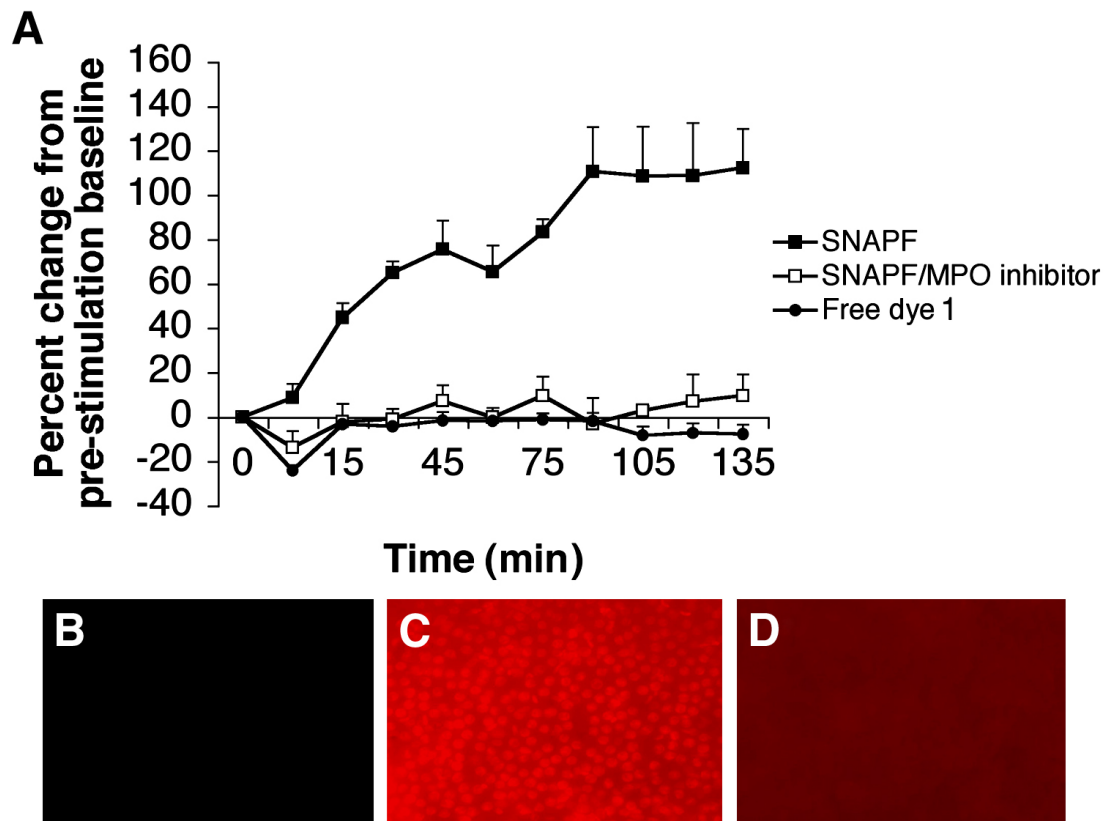 A
Percent change from
pre-stimulation baseline
160
140
120
100
80
60
40
20
0
-20
-40
0 15 45 75 105 135
Time (min)
SNAPF
SNAPF/MPO inhibitor
Free dye 1
B C D